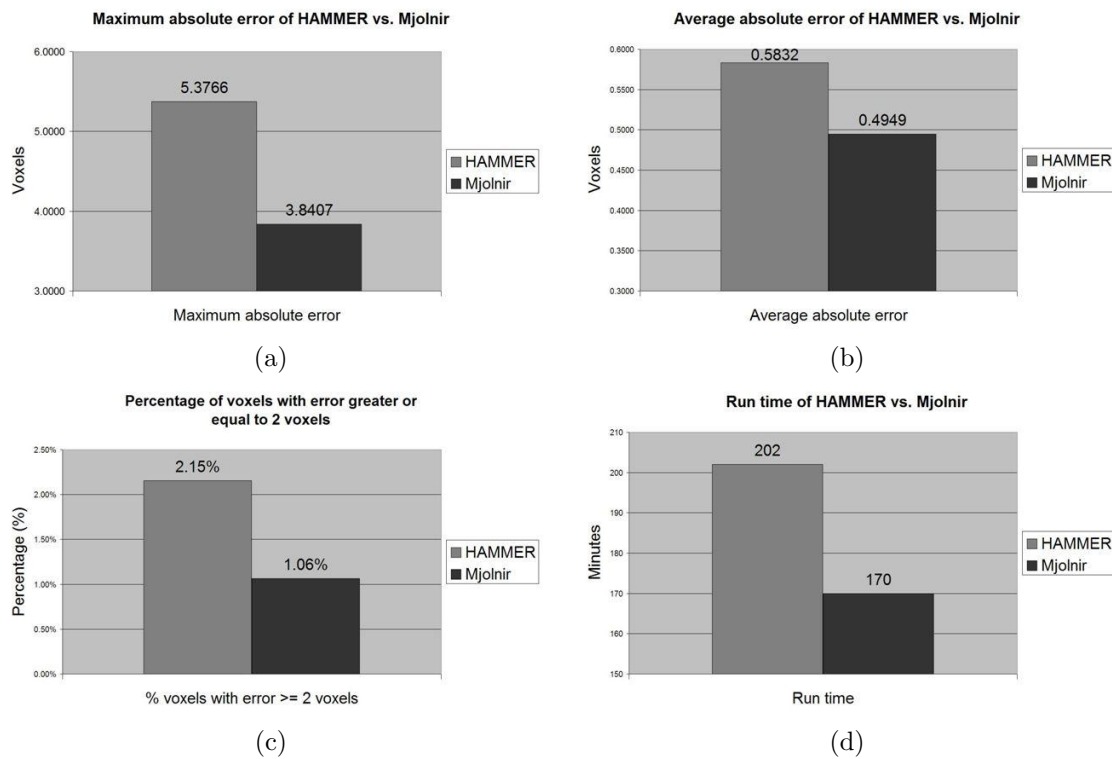 Maximum absolute error of HAMMER vs. Mjolnir
6.0000
5.0000
4.0000
3.0000
Voxels
5.3766
3.8407
HAMMER
Mjolnir
Maximum absolute error
(a)
Average absolute error of HAMMER vs. Mjolnir
0.6000
0.5500
0.5000
0.4500
0.4000
0.3500
0.3000
Voxels
0.5832
0.4949
HAMMER
Mjolnir
Average absolute error
(b)
Percentage of voxels with error greater or
equal to 2 voxels
2.50%
2.00%
1.50%
1.00%
0.50%
0.00%
Percentage (%)
2.15%
1.06%
HAMMER
Mjolnir
% voxels with error >= 2 voxels
(c)
Run time of HAMMER vs. Mjolnir
210
200
190
180
170
160
150
Minutes
202
170
HAMMER
Mjolnir
Run time
(d)